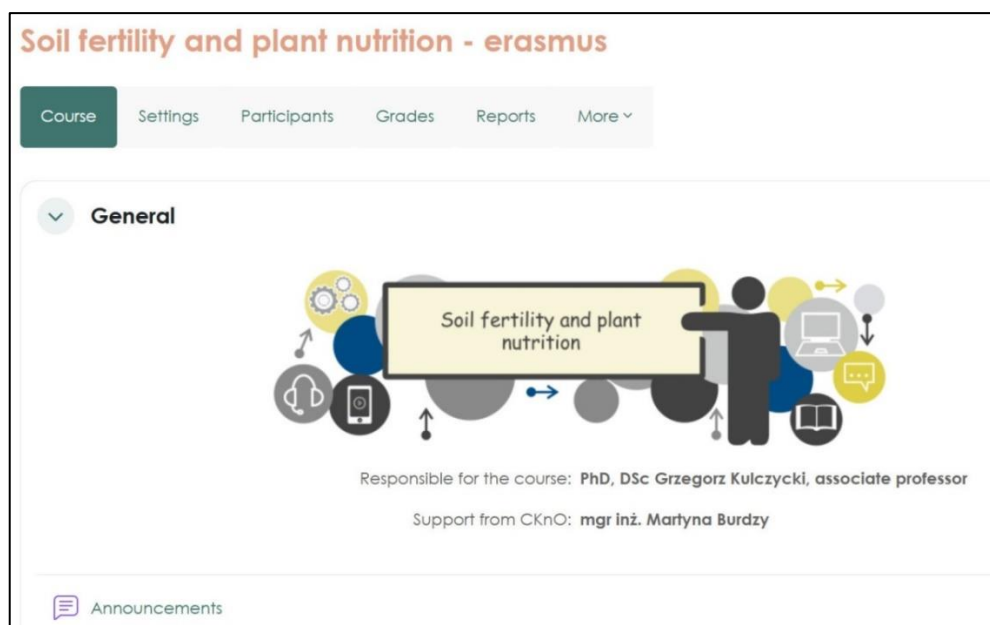 Soil fertility and plant nutrition - erasmus
Course Settings Participants Grades Reports More
General
Soil fertility and plant
nutrition
Responsible for the course: PhD, DSc Grzegorz Kulczycki, associate professor
Support from CKnO: mgr inż. Martyna Burdzy
Announcements